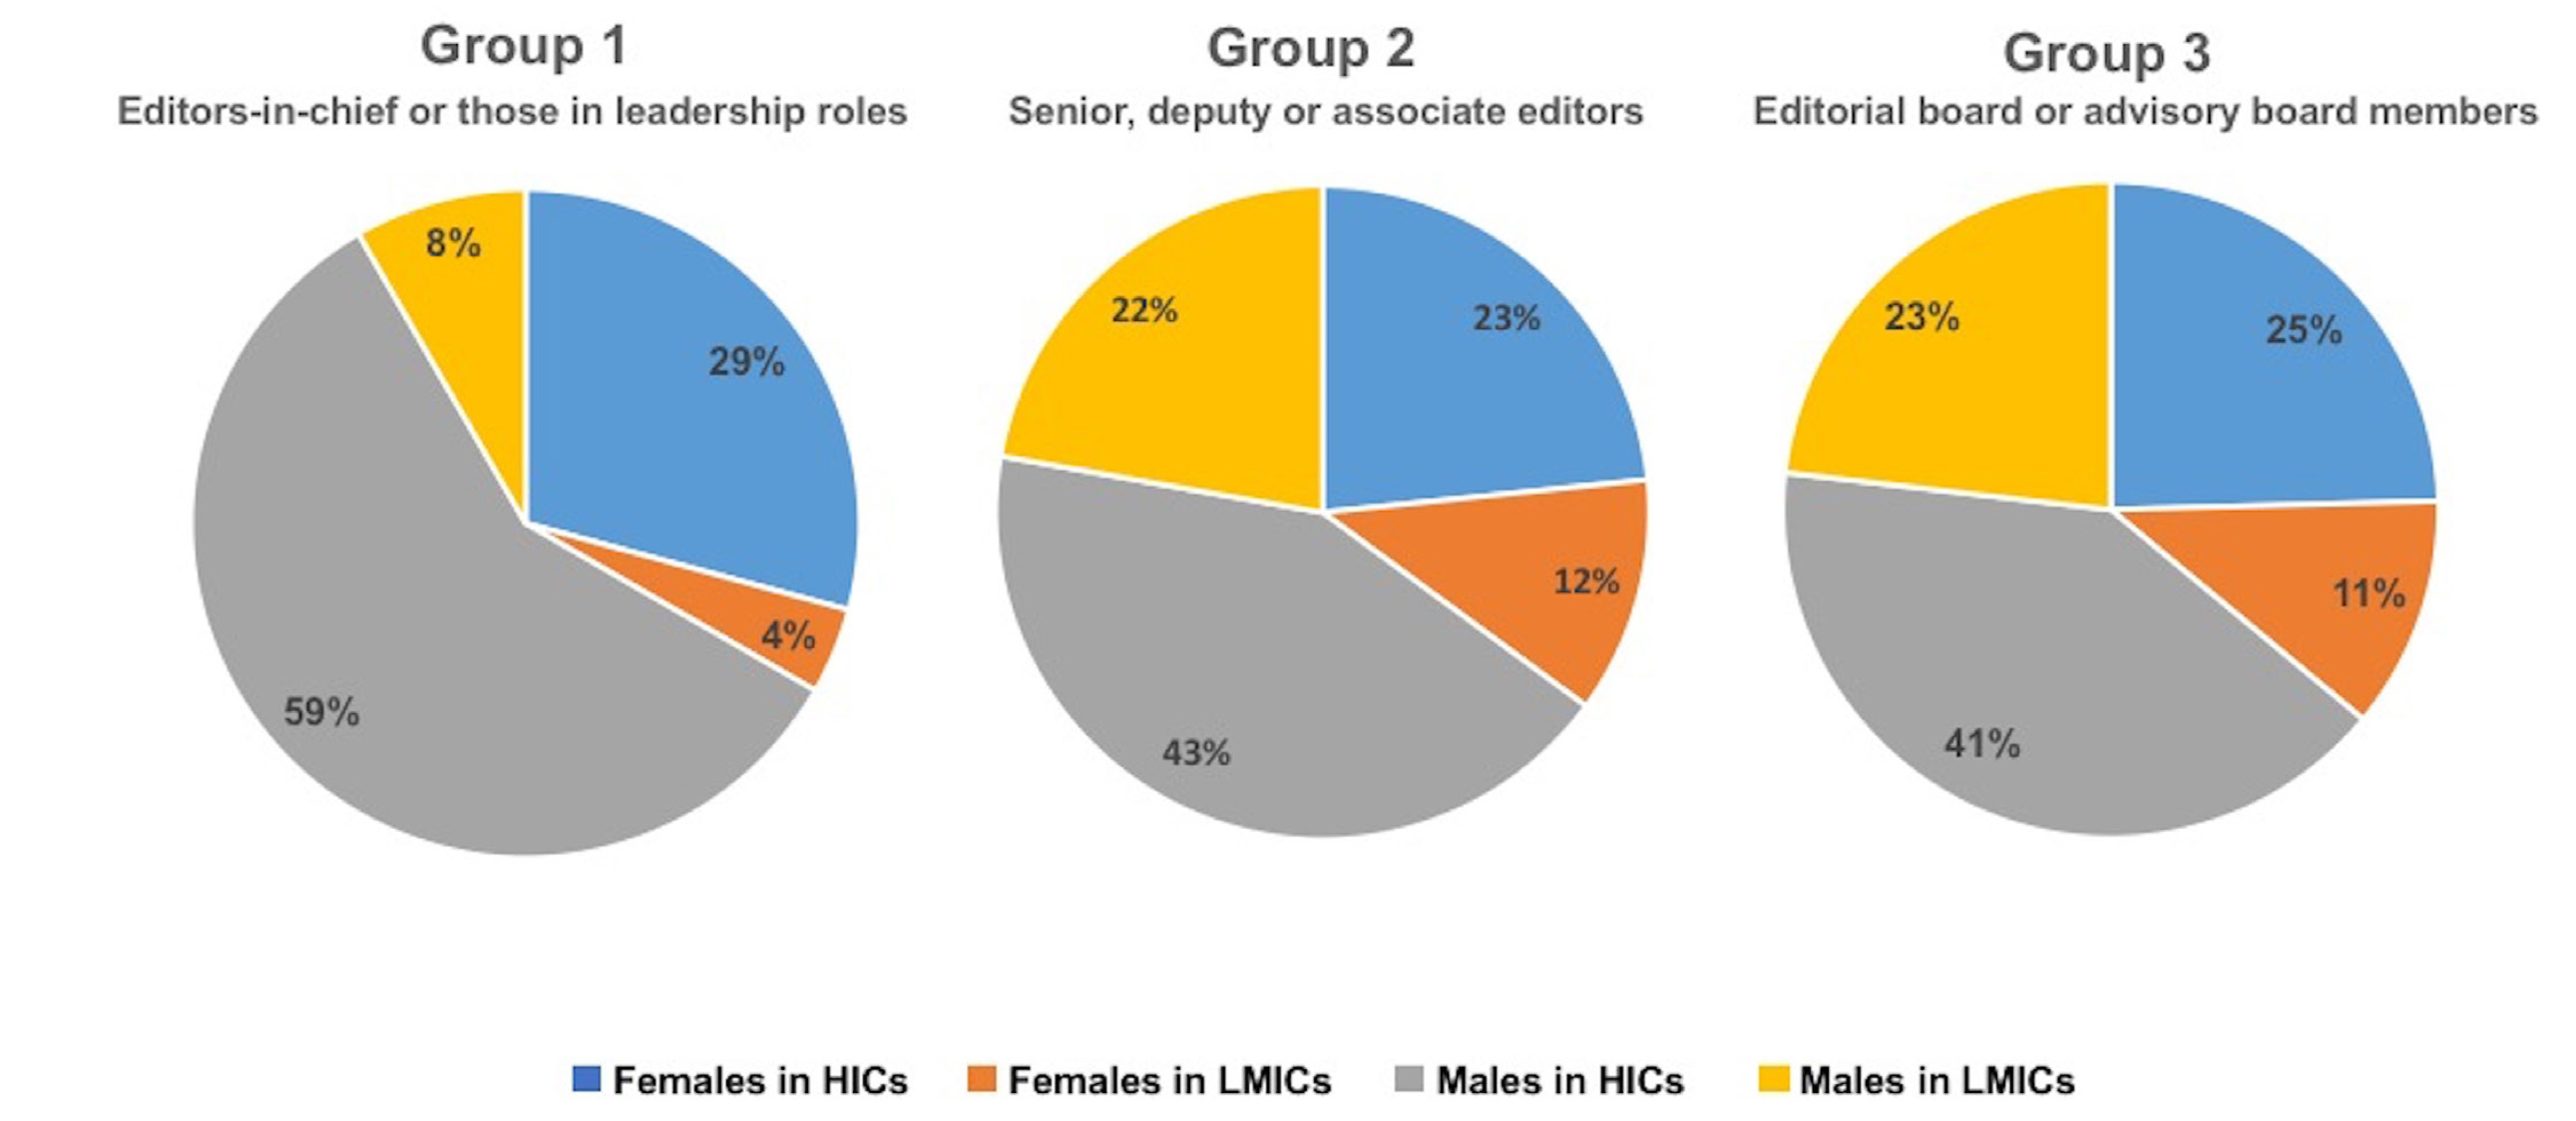 Group 1
Editors-in-chief or those in leadership roles
8%
29%
4%
59%
Group 2
Senior, deputy or associate editors
22%
23%
12%
43%
Group 3
Editorial board or advisory board members
23%
25%
11%
41%
Females in HICs
Females in LMICs
Males in HICs
Males in LMICs